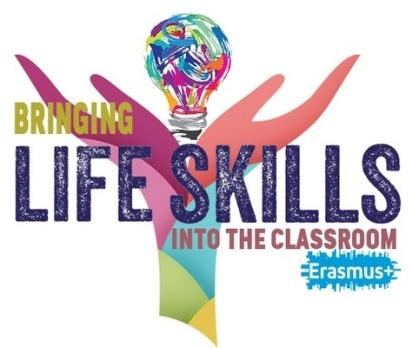 BRINGING
LIFE SKILLS
INTO THE CLASSROOM
Erasmus+